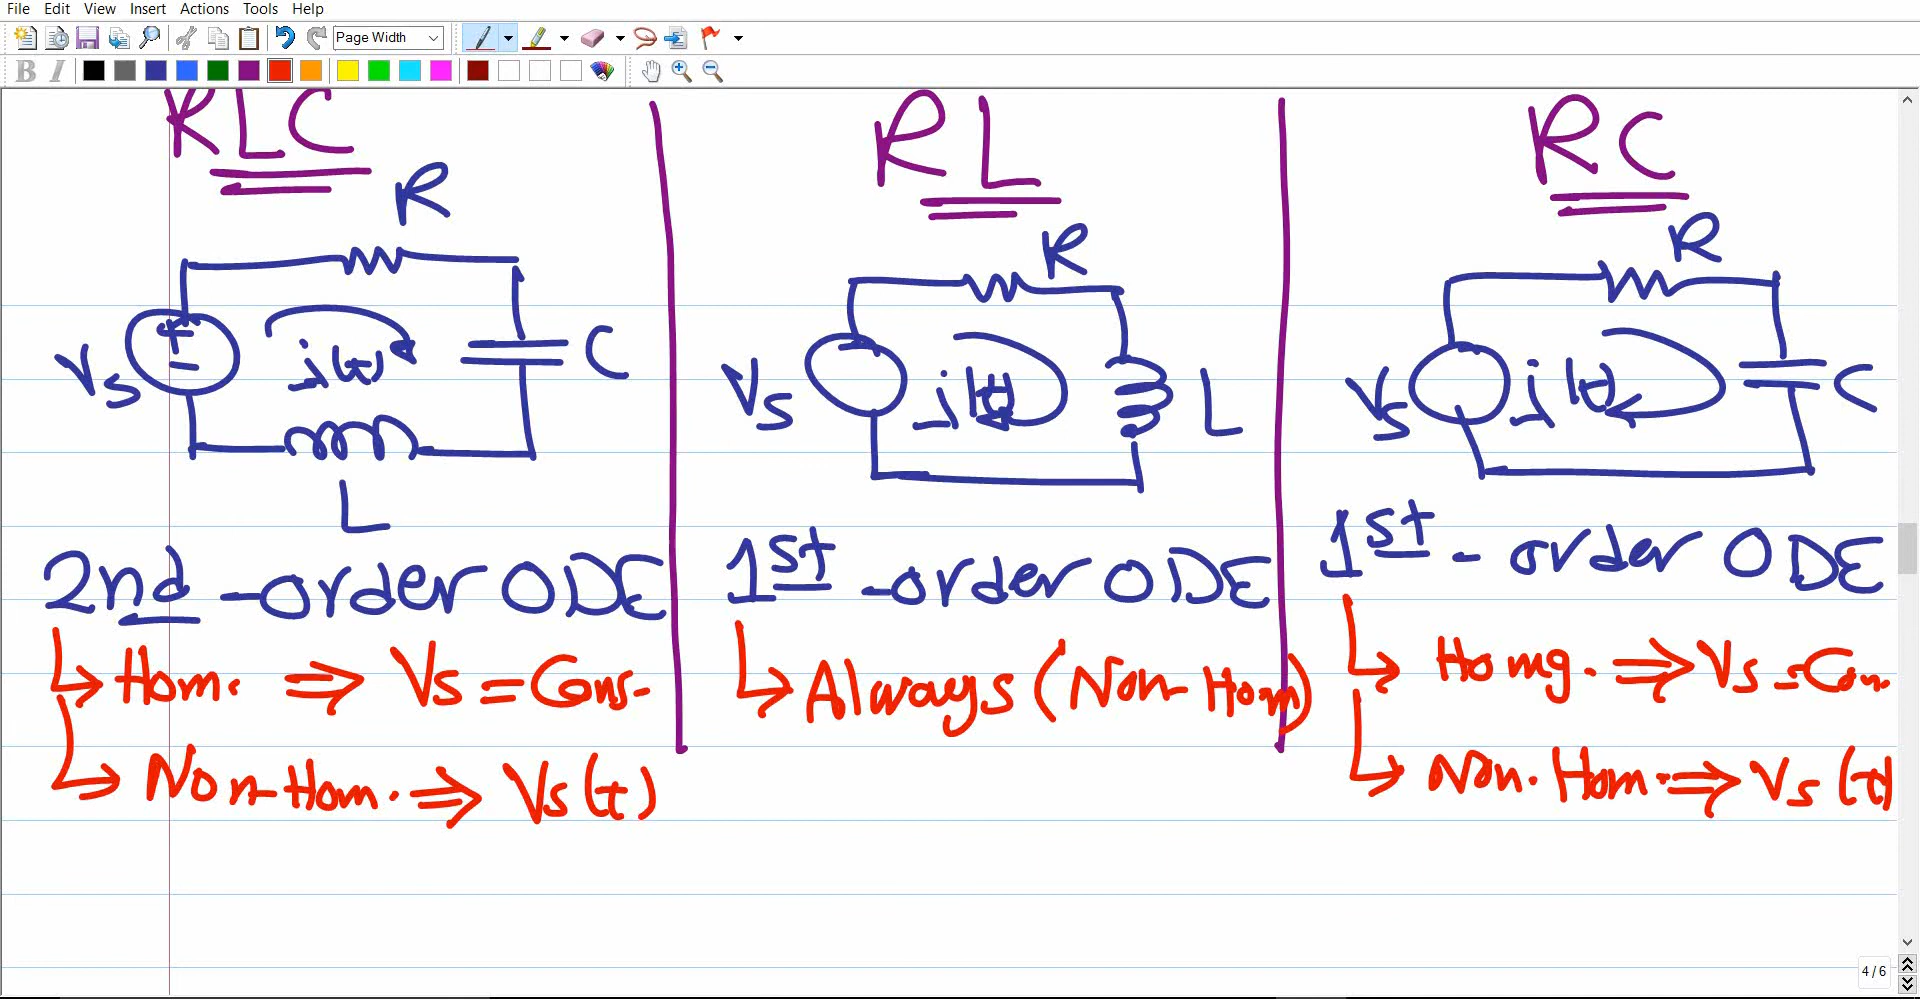 File Edit View Insert Actions Tools Help
Page Width
B I
RLC
R
Vs
+
-
i(t)
C
L
2nd-order ODE
Hom. ⇒ Vs = Cons.
Non-Hom. ⇒ Vs(t)
RL
R
Vs
i(t)
L
1st-order ODE
Always (Non-Hom)
RC
R
Vs
i(t)
C
1st-order ODE
Homg. ⇒ Vs = Con.
Non. Hom. ⇒ Vs(t)
4/6